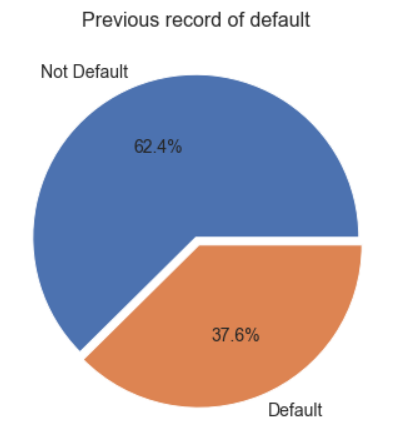 Previous record of default
Not Default
62.4%
37.6%
Default